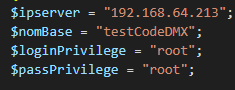 $ipserver = "192.168.64.213";
$nomBase = "testCodeDMX";
$loginPrivilege = "root";
$passPrivilege = "root";